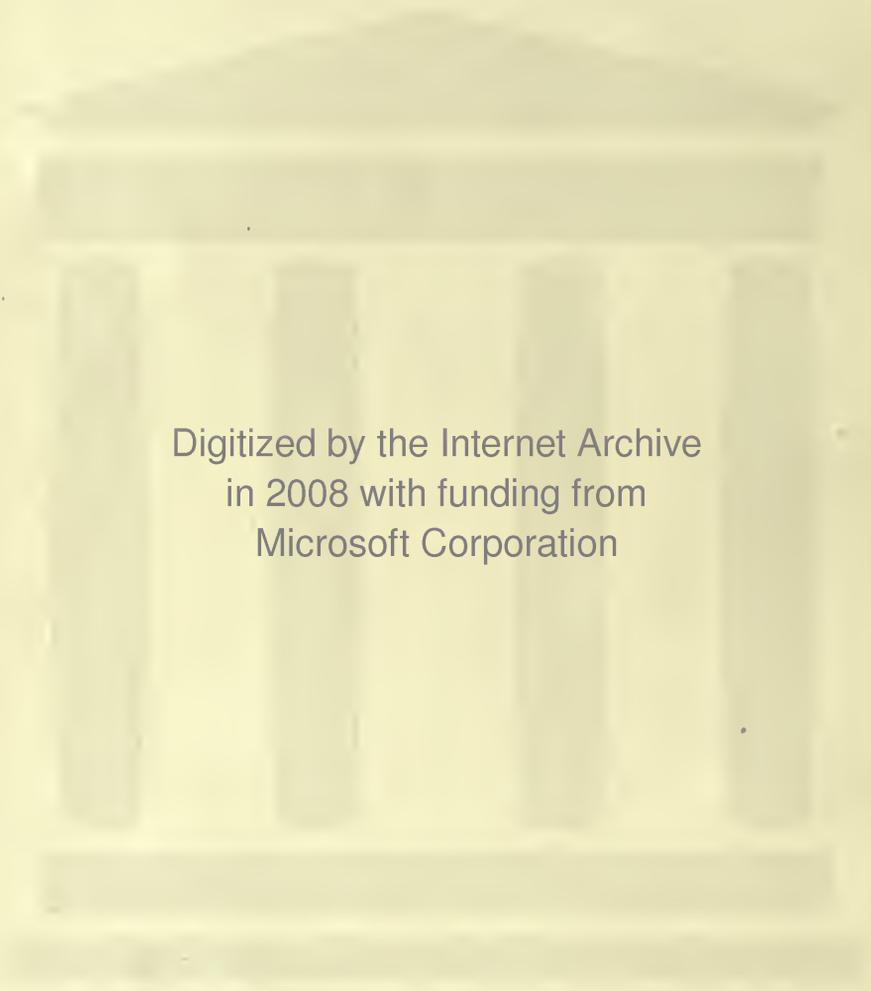 Digitized by the Internet Archive
in 2008 with funding from
Microsoft Corporation